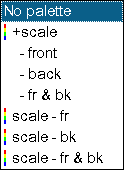 No palette
+scale
- front
- back
- fr & bk
scale - fr
scale - bk
scale - fr & bk